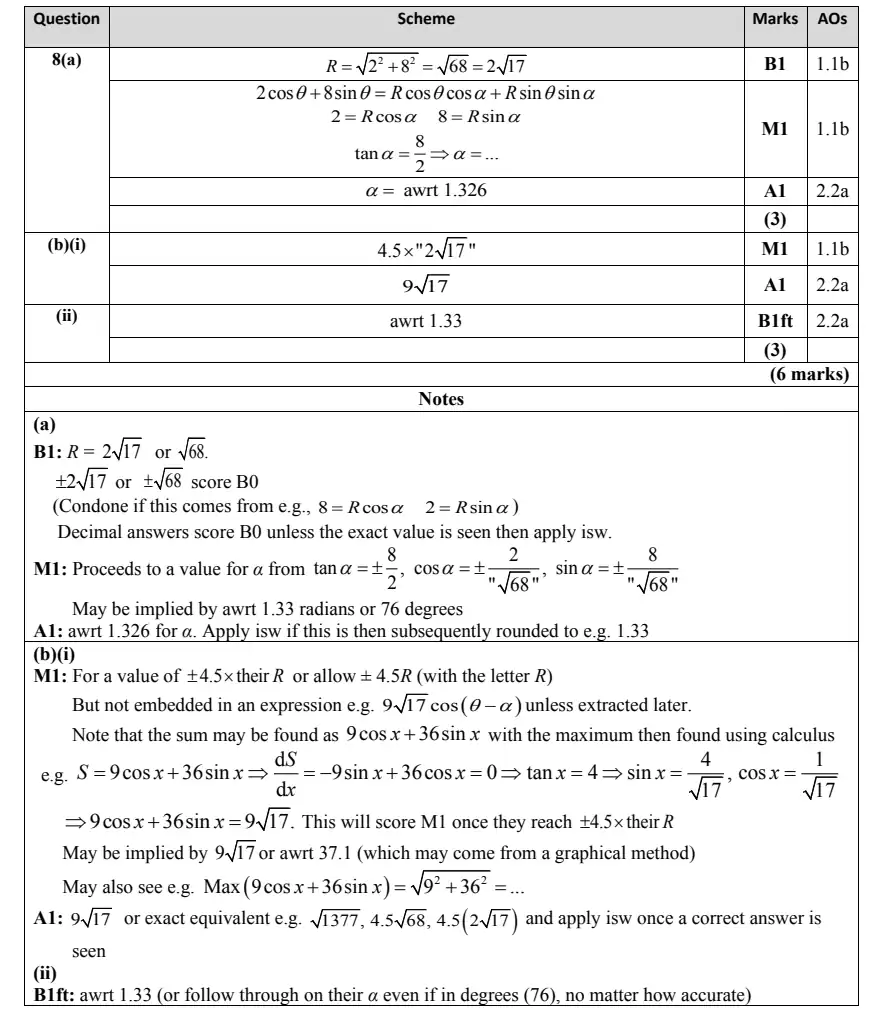 Question Scheme Marks AOs
8(a) R = √(2² + 8²) = √68 = 2√17 B1 1.1b
2cosθ + 8sinθ = Rcosθcosα + Rsinθsinα
2 = Rcosα 8 = Rsinα
tanα = 8/2 ⇒ α = ...
M1 1.1b
α = awrt 1.326 A1 2.2a
(3)
(b)(i) 4.5×"2√17" M1 1.1b
9√17 A1 2.2a
(ii) awrt 1.33 B1ft 2.2a
(3)
(6 marks)
Notes
(a)
B1: R = 2√17 or √68.
±2√17 or ±√68 score B0
(Condone if this comes from e.g., 8 = Rcosα 2 = Rsinα)
Decimal answers score B0 unless the exact value is seen then apply isw.
M1: Proceeds to a value for α from tanα = ±8/2, cosα = ±2/"√68", sinα = ±8/"√68"
May be implied by awrt 1.33 radians or 76 degrees
A1: awrt 1.326 for α. Apply isw if this is then subsequently rounded to e.g. 1.33
(b)(i)
M1: For a value of ±4.5×their R or allow ± 4.5R (with the letter R)
But not embedded in an expression e.g. 9√17cos(θ − α) unless extracted later.
Note that the sum may be found as 9cosx + 36sinx with the maximum then found using calculus
e.g. S = 9cosx + 36sinx ⇒ dS/dx = −9sinx + 36cosx = 0 ⇒ tanx = 4 ⇒ sinx = 4/√17, cosx = 1/√17
⇒ 9cosx + 36sinx = 9√17. This will score M1 once they reach ±4.5×their R
May be implied by 9√17 or awrt 37.1 (which may come from a graphical method)
May also see e.g. Max(9cosx + 36sinx) = √(9² + 36²) = ...
A1: 9√17 or exact equivalent e.g. √1377, 4.5√68, 4.5(2√17) and apply isw once a correct answer is
seen
(ii)
B1ft: awrt 1.33 (or follow through on their α even if in degrees (76), no matter how accurate)